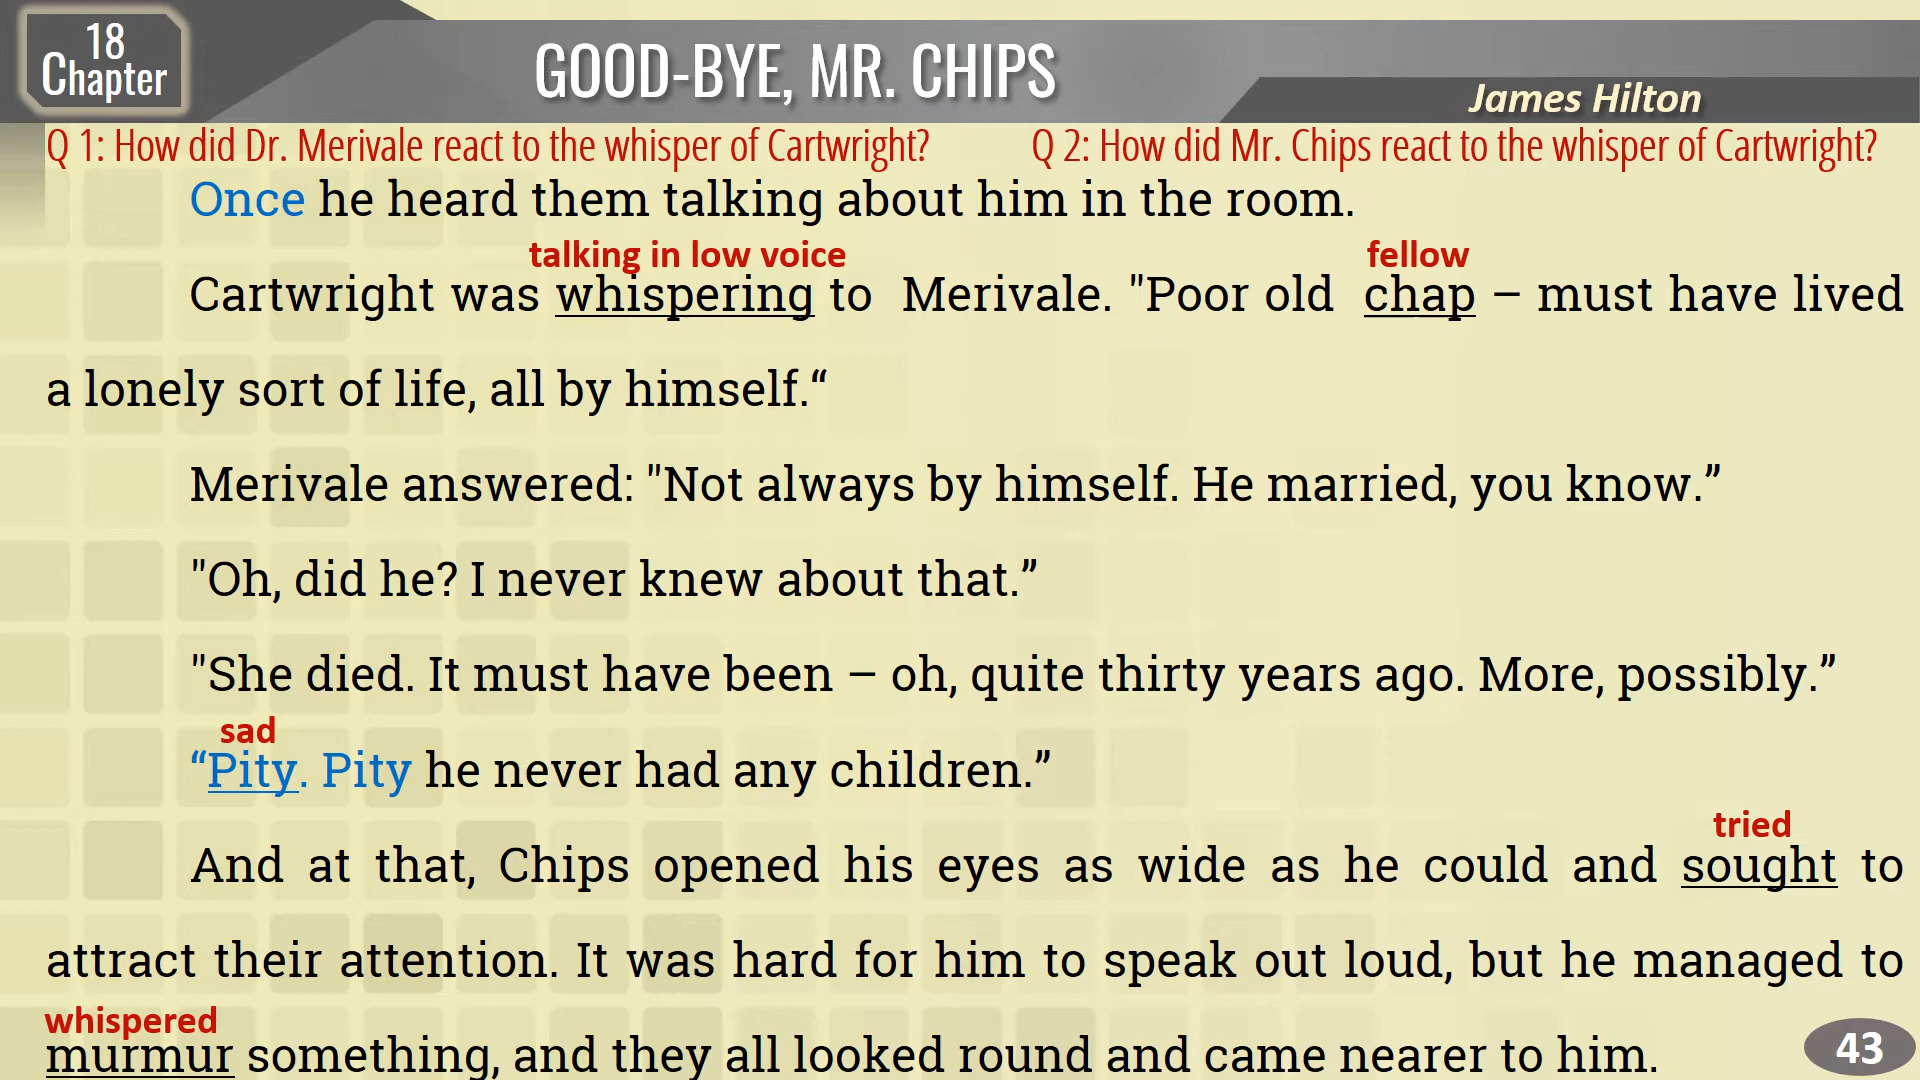 18
Chapter
GOOD-BYE, MR. CHIPS
James Hilton
Q 1: How did Dr. Merivale react to the whisper of Cartwright? Q 2: How did Mr. Chips react to the whisper of Cartwright?
Once he heard them talking about him in the room.
talking in low voice fellow
Cartwright was whispering to Merivale. "Poor old chap – must have lived
a lonely sort of life, all by himself.“
Merivale answered: "Not always by himself. He married, you know.”
"Oh, did he? I never knew about that.”
"She died. It must have been – oh, quite thirty years ago. More, possibly.”
sad
“Pity. Pity he never had any children.”
tried
And at that, Chips opened his eyes as wide as he could and sought to
attract their attention. It was hard for him to speak out loud, but he managed to
whispered
murmur something, and they all looked round and came nearer to him.
43